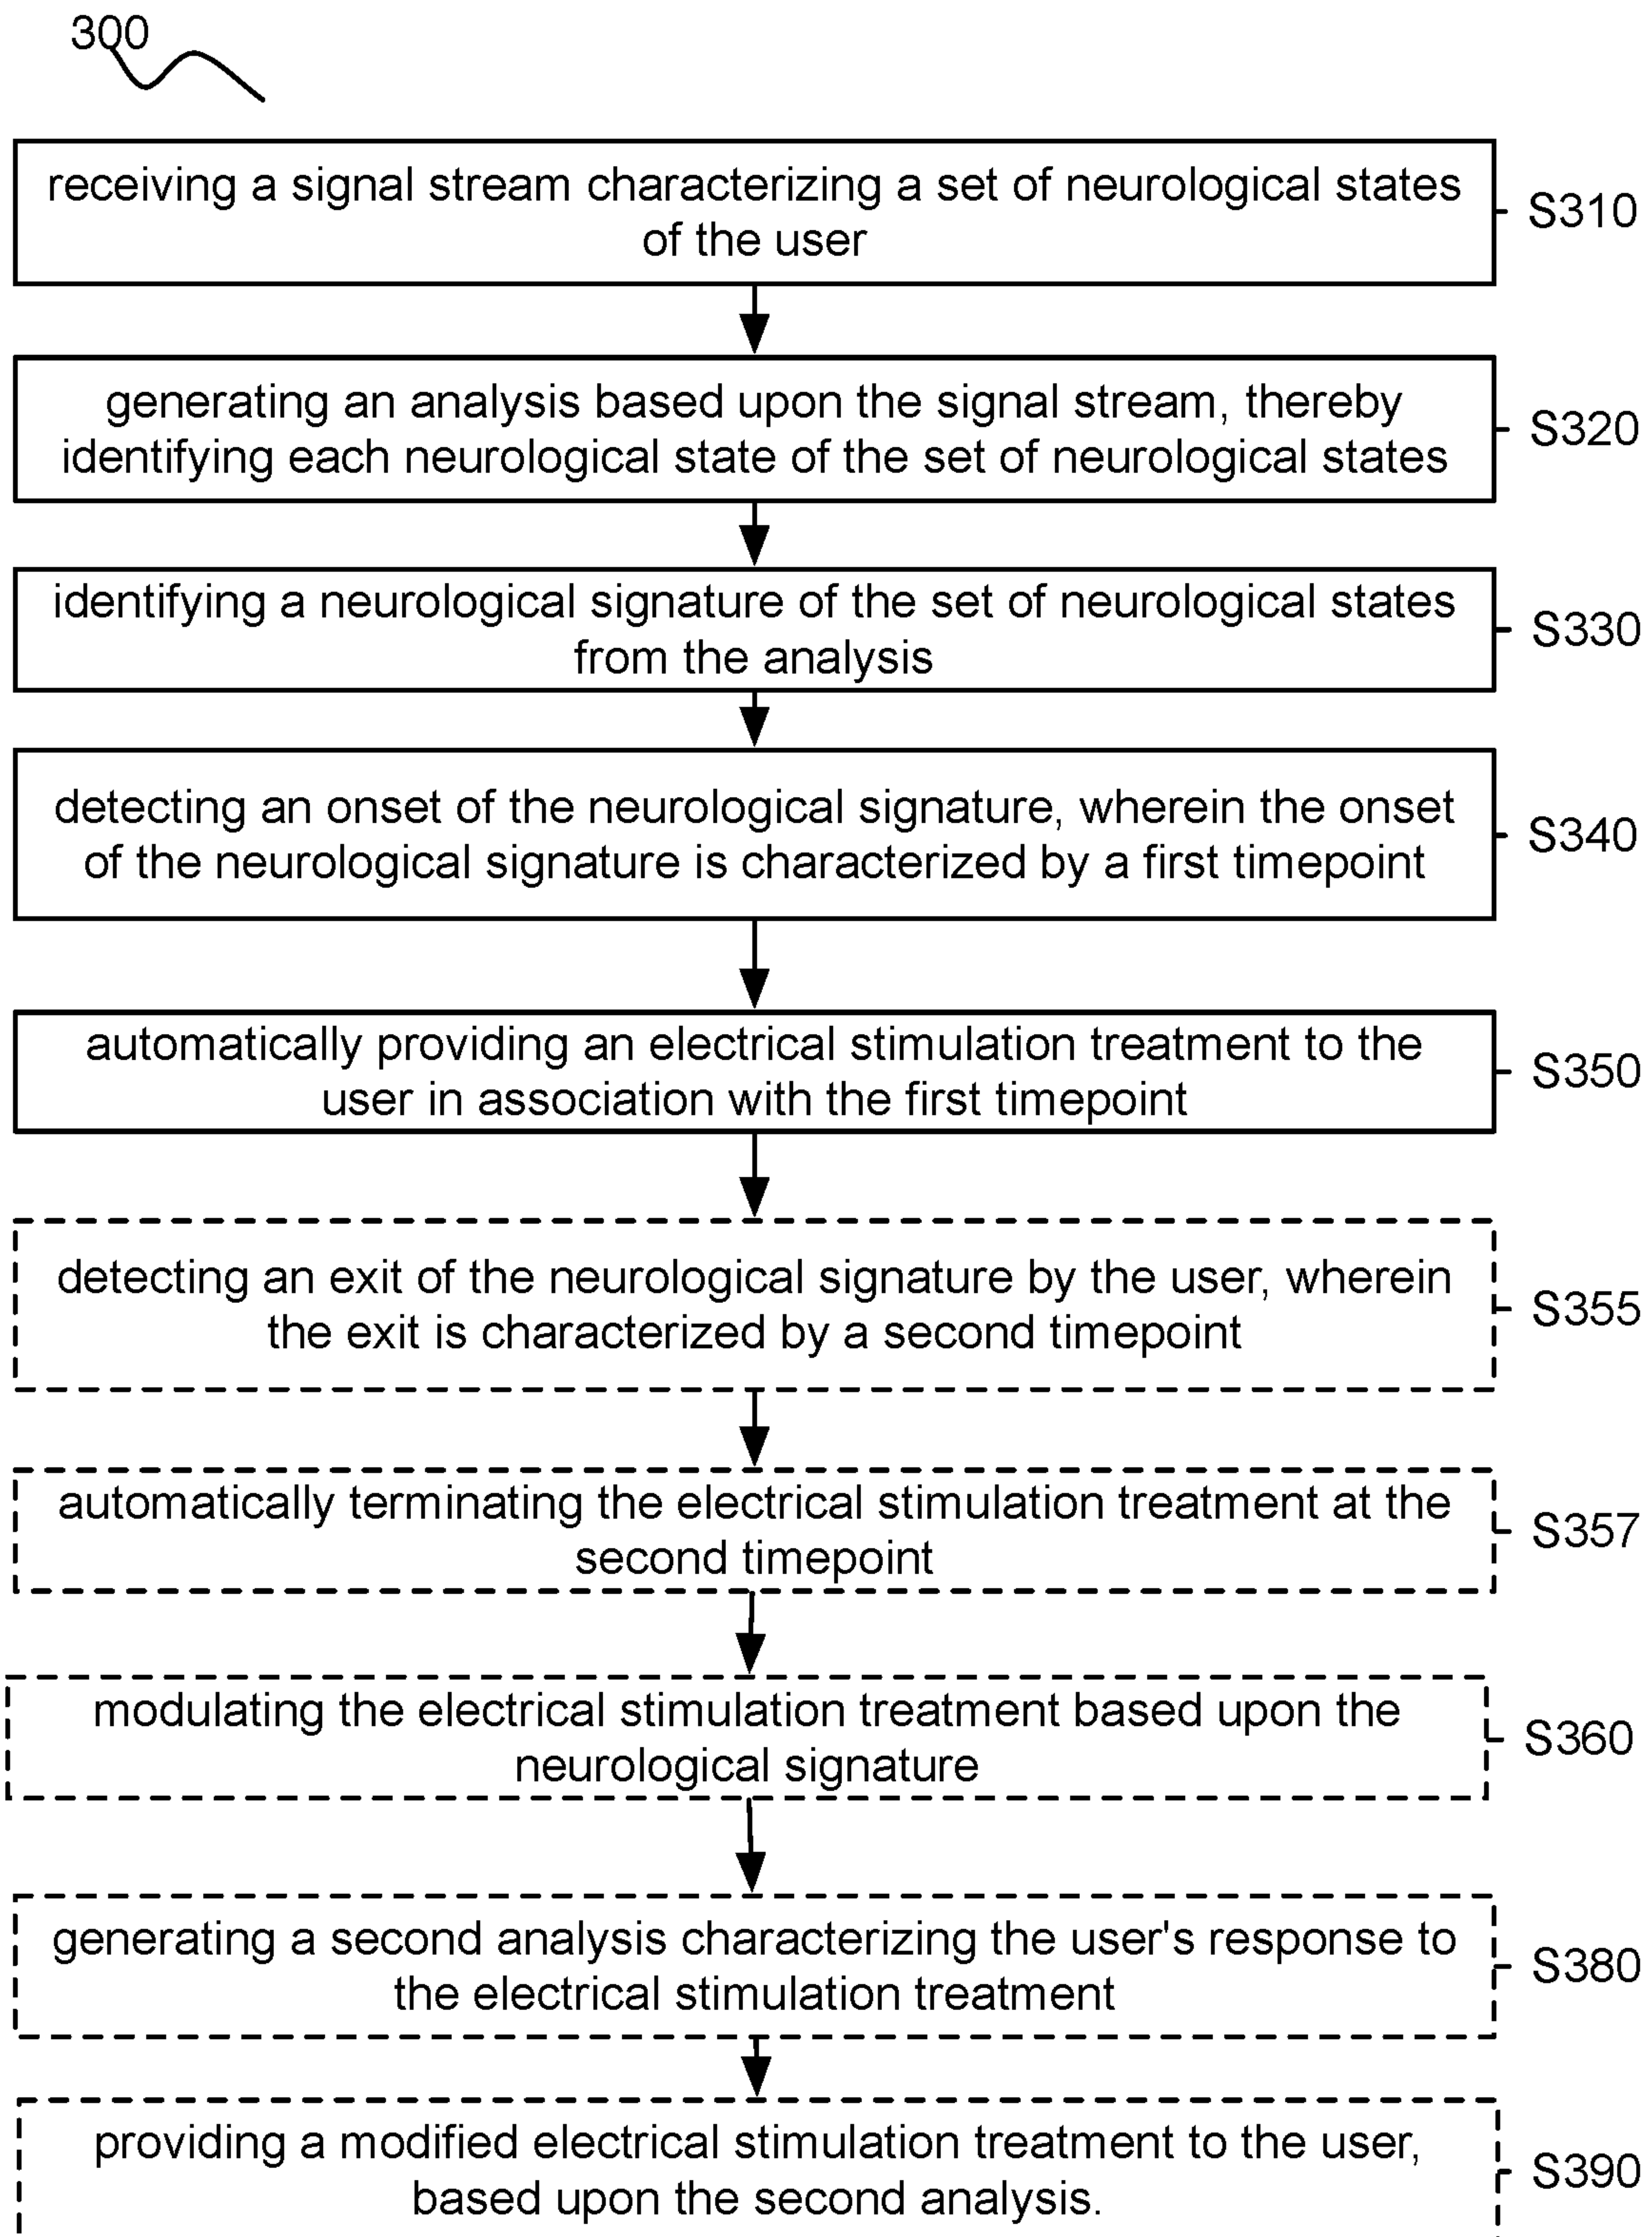 300
receiving a signal stream characterizing a set of neurological states
of the user
S310
generating an analysis based upon the signal stream, thereby
identifying each neurological state of the set of neurological states
S320
identifying a neurological signature of the set of neurological states
from the analysis
S330
detecting an onset of the neurological signature, wherein the onset
of the neurological signature is characterized by a first timepoint
S340
automatically providing an electrical stimulation treatment to the
user in association with the first timepoint
S350
detecting an exit of the neurological signature by the user, wherein
the exit is characterized by a second timepoint
S355
automatically terminating the electrical stimulation treatment at the
second timepoint
S357
modulating the electrical stimulation treatment based upon the
neurological signature
S360
generating a second analysis characterizing the user's response to
the electrical stimulation treatment
S380
providing a modified electrical stimulation treatment to the user,
based upon the second analysis.
S390